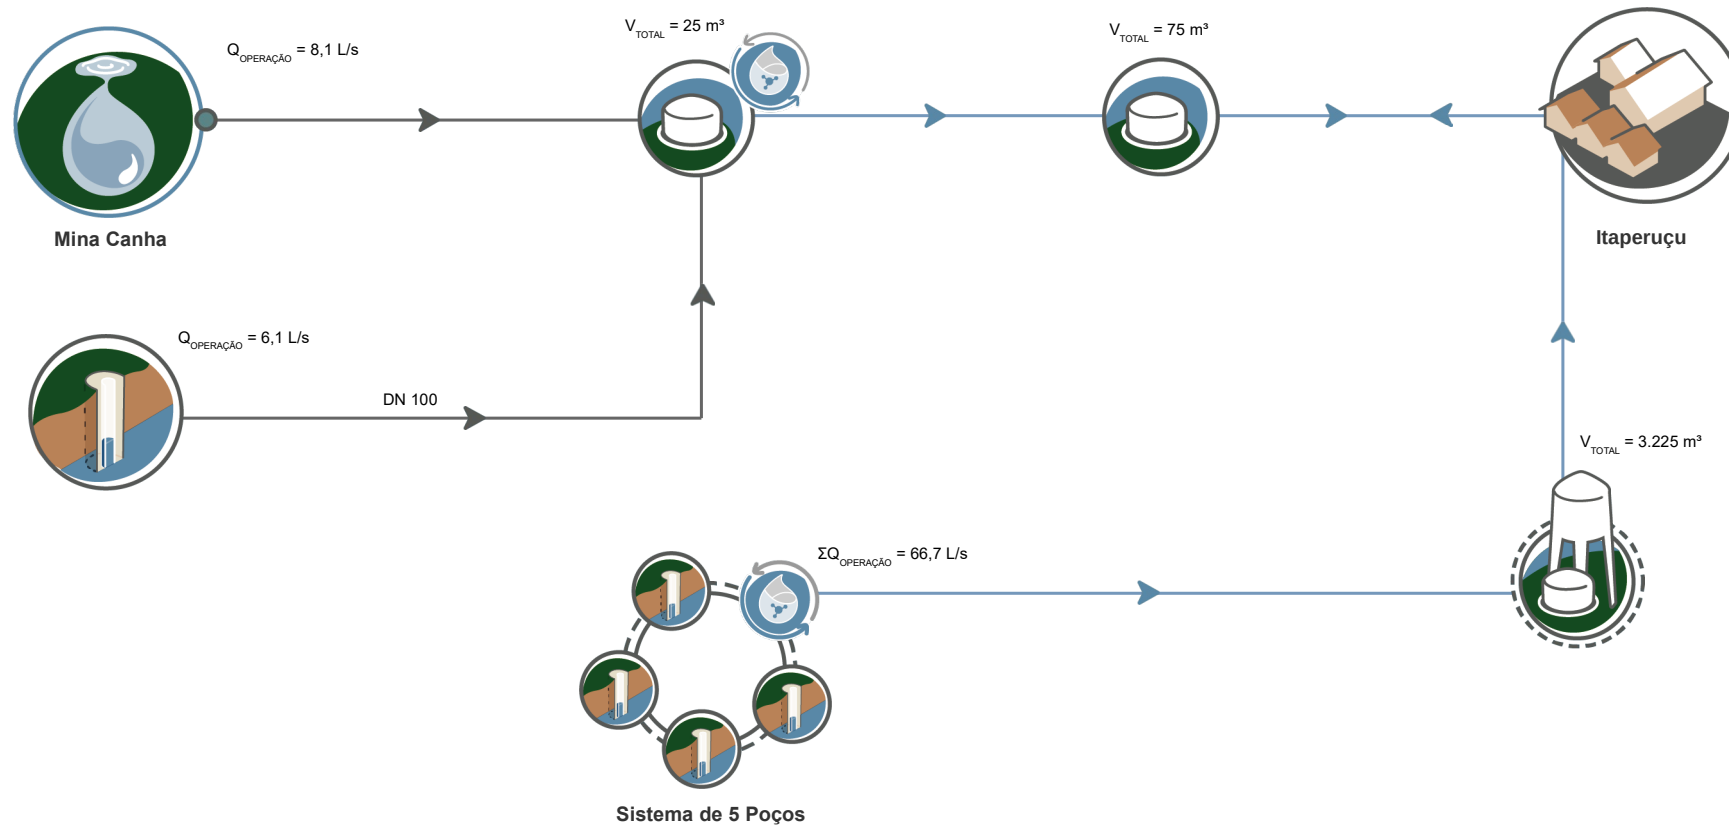 V_TOTAL = 25 m³
V_TOTAL = 75 m³
Q_OPERAÇÃO = 8,1 L/s
Mina Canha
Itaperuçu
Q_OPERAÇÃO = 6,1 L/s
DN 100
V_TOTAL = 3.225 m³
ΣQ_OPERAÇÃO = 66,7 L/s
Sistema de 5 Poços